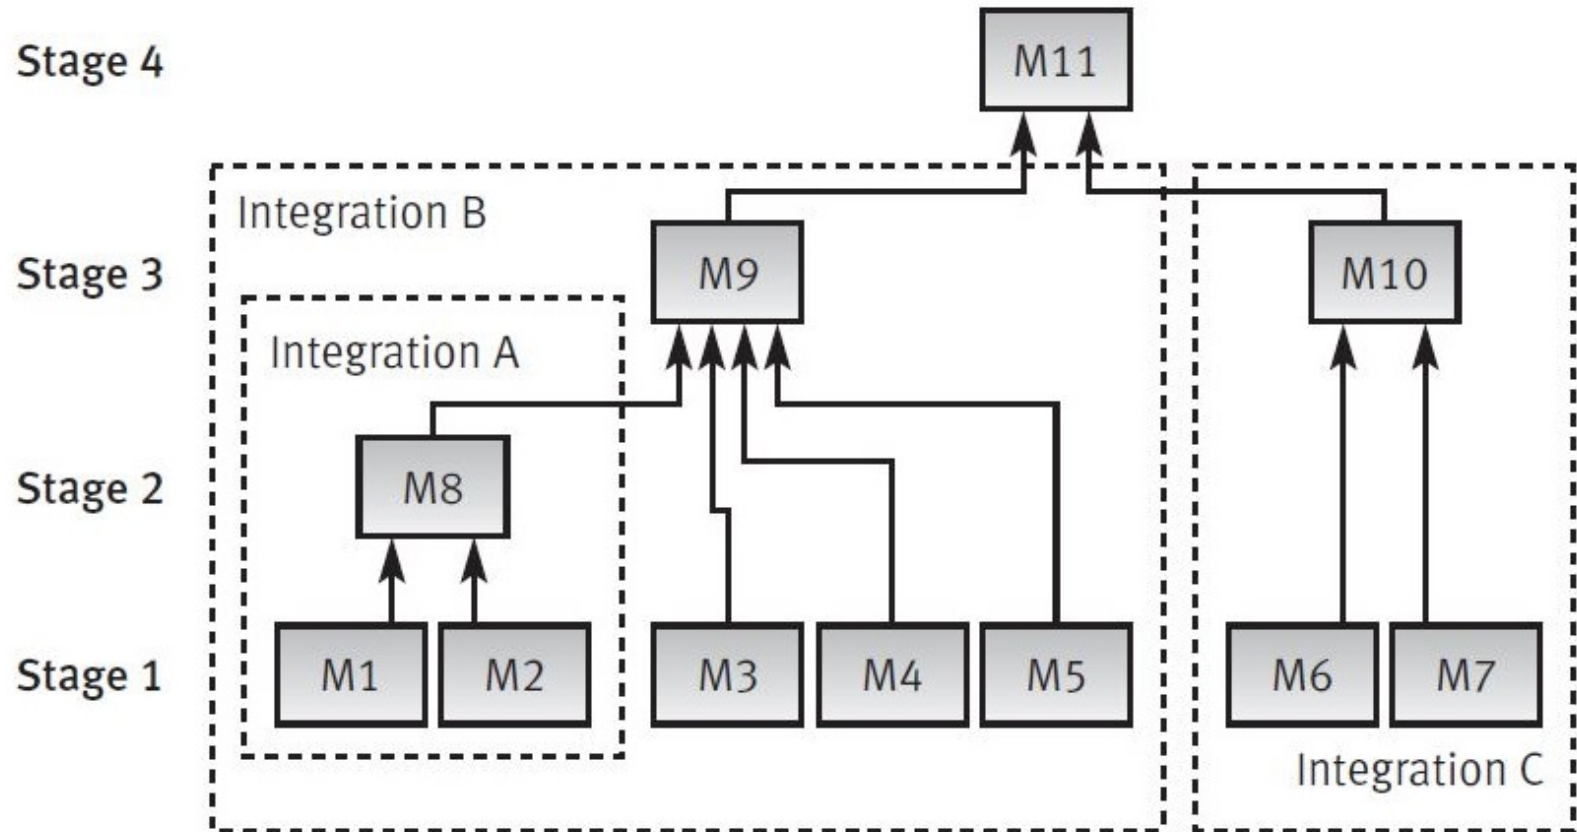 Stage 4
M11
Integration B
Stage 3
M9
M10
Integration A
Stage 2
M8
Stage 1
M1
M2
M3
M4
M5
M6
M7
Integration C